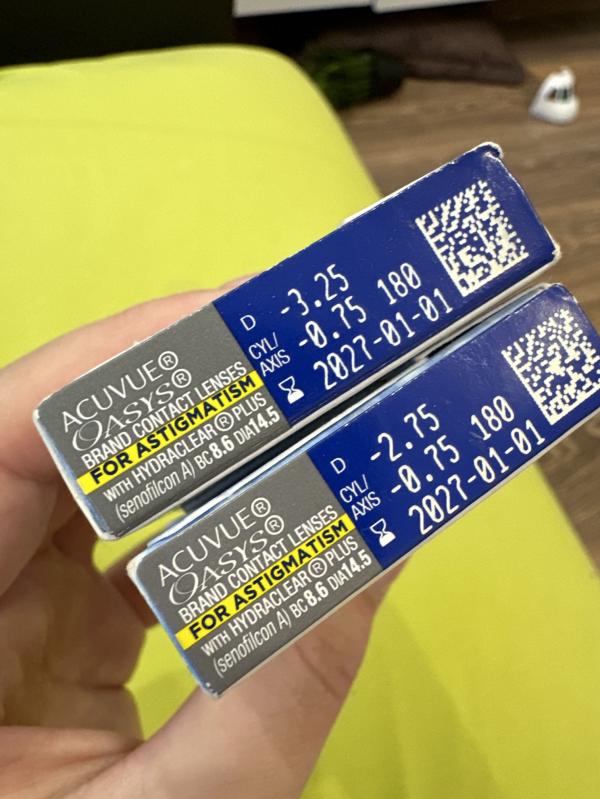 ACUVUE®
OASYS®
BRAND CONTACT LENSES
FOR ASTIGMATISM
WITH HYDRACLEAR® PLUS
(senofilcon A) BC 8.6 DIA 14.5
D -3.25
CYL/AXIS -0.75 180
2027-01-01
ACUVUE®
OASYS®
BRAND CONTACT LENSES
FOR ASTIGMATISM
WITH HYDRACLEAR® PLUS
(senofilcon A) BC 8.6 DIA 14.5
D -2.75
CYL/AXIS -0.75 180
2027-01-01